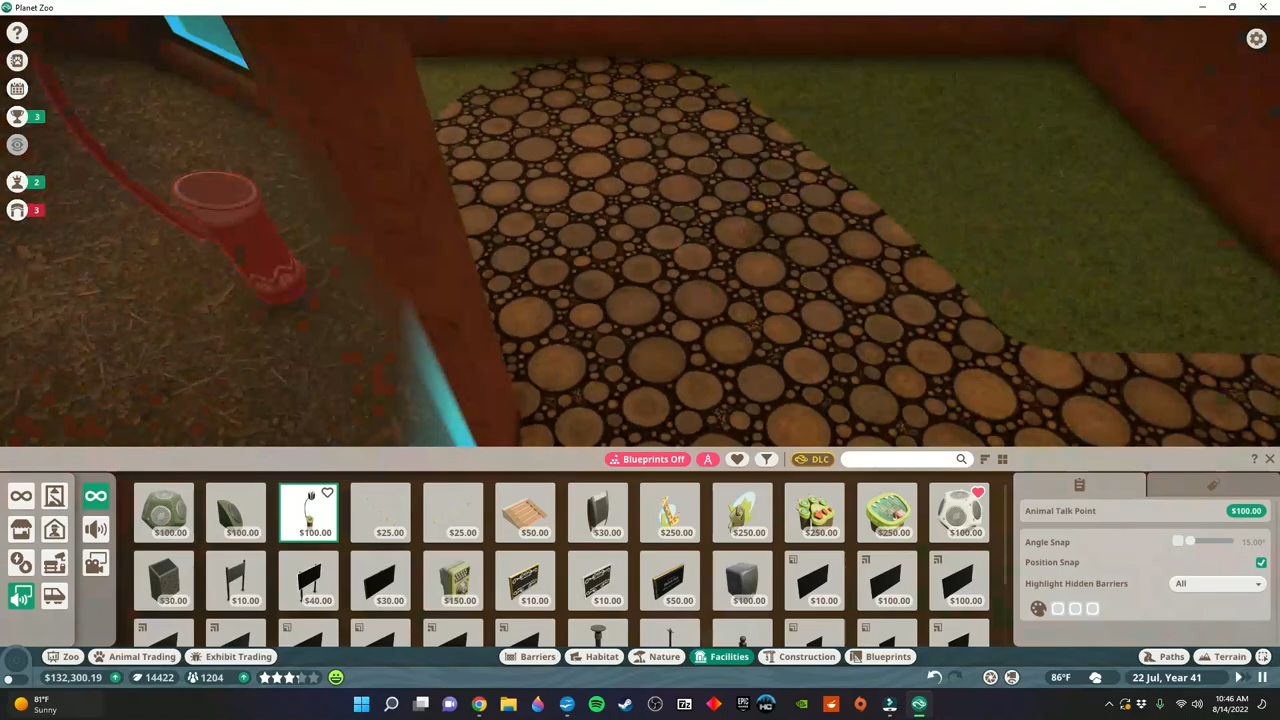 Planet Zoo
3
2
3
Blueprints Off
DLC
$100.00
$100.00
$100.00
$25.00
$25.00
$50.00
$30.00
$250.00
$250.00
$250.00
$250.00
$100.00
$30.00
$10.00
$40.00
$30.00
$150.00
$10.00
$10.00
$50.00
$100.00
$10.00
$100.00
$100.00
Animal Talk Point
$100.00
Angle Snap
15.00°
Position Snap
Highlight Hidden Barriers
All
Zoo
Animal Trading
Exhibit Trading
Barriers
Habitat
Nature
Facilities
Construction
Blueprints
Paths
Terrain
$132,300.19
14422
1204
86°F
22 Jul, Year 41
81°F
Sunny
10:46 AM
8/14/2022